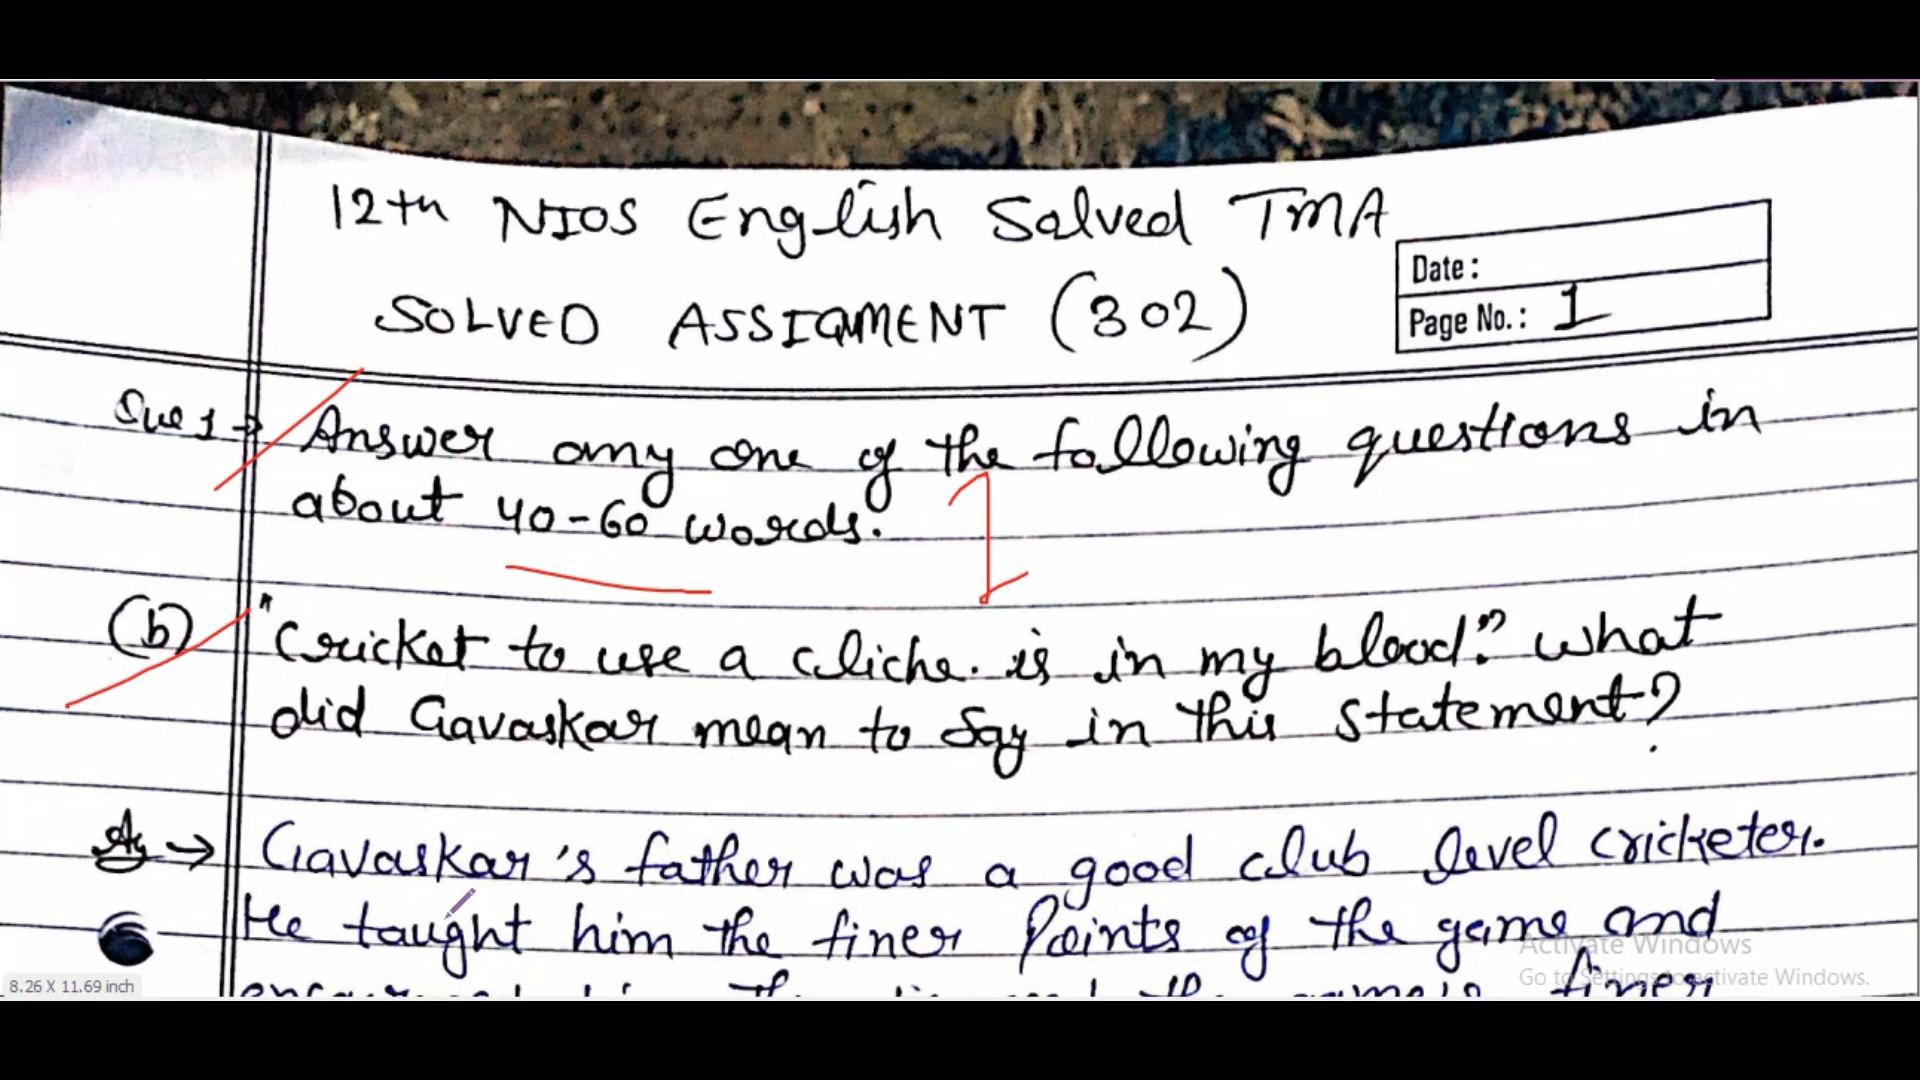 12th NIOS English Solved TMA
SOLVED ASSIGMENT (302)
Date:
Page No.: 1
Que 1→ Answer any one of the following questions in
about 40-60 words.
(b) "Cricket to use a cliche. is in my blood". What
did Gavaskar mean to say in this statement?
→ Gavaskar's father was a good club level cricketer.
He taught him the finer Points of the game and
finer
Activate Windows
Go to Settings to activate Windows.
8.26 X 11.69 inch